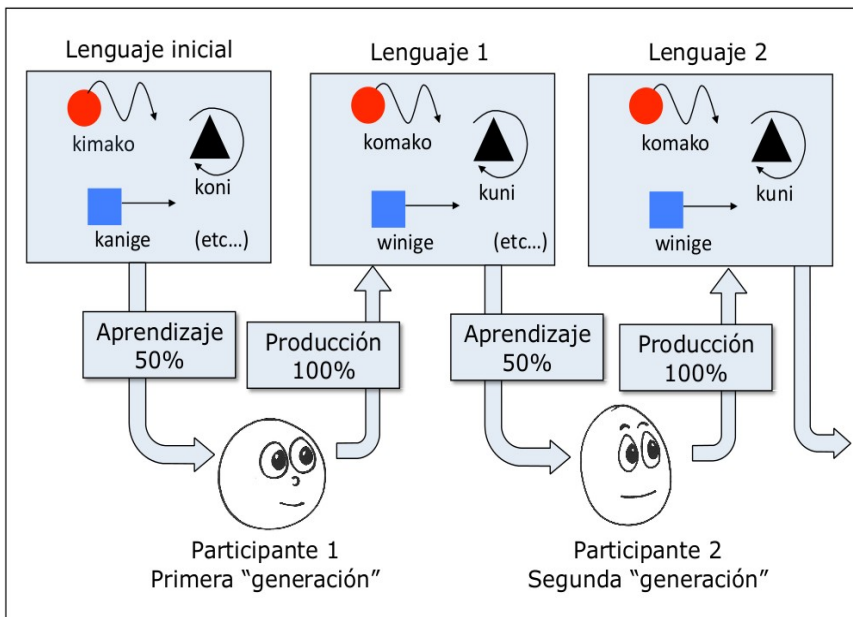 Lenguaje inicial
kimako
koni
kanige
(etc...)
Lenguaje 1
komako
kuni
winige
(etc...)
Lenguaje 2
komako
kuni
winige
Aprendizaje
50%
Producción
100%
Aprendizaje
50%
Producción
100%
Participante 1
Primera “generación”
Participante 2
Segunda “generación”